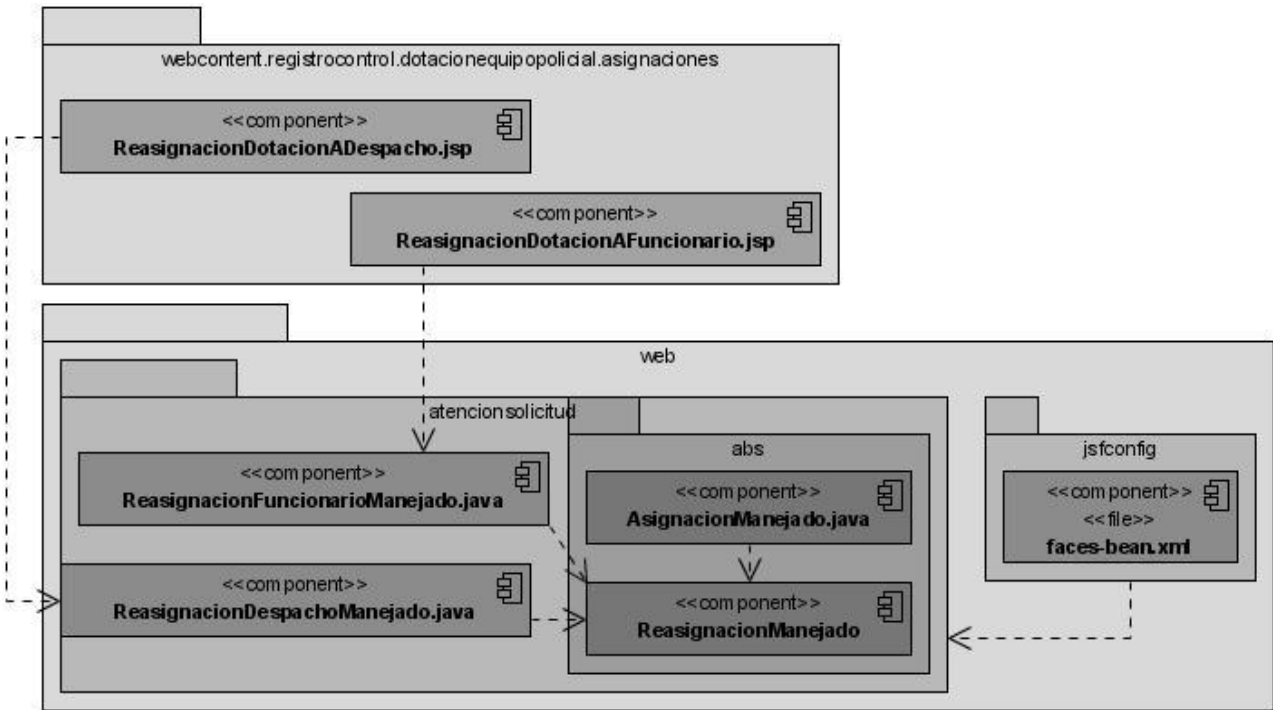 webcontent.registrocontrol.dotacionequipopolicial.asignaciones
<<component>>
ReasignacionDotacionADespacho.jsp
<<component>>
ReasignacionDotacionAFuncionario.jsp
web
atencionsolicitud
<<component>>
ReasignacionFuncionarioManejado.java
<<component>>
ReasignacionDespachoManejado.java
abs
<<component>>
AsignacionManejado.java
<<component>>
ReasignacionManejado
jsfconfig
<<component>>
<<file>>
faces-bean.xml